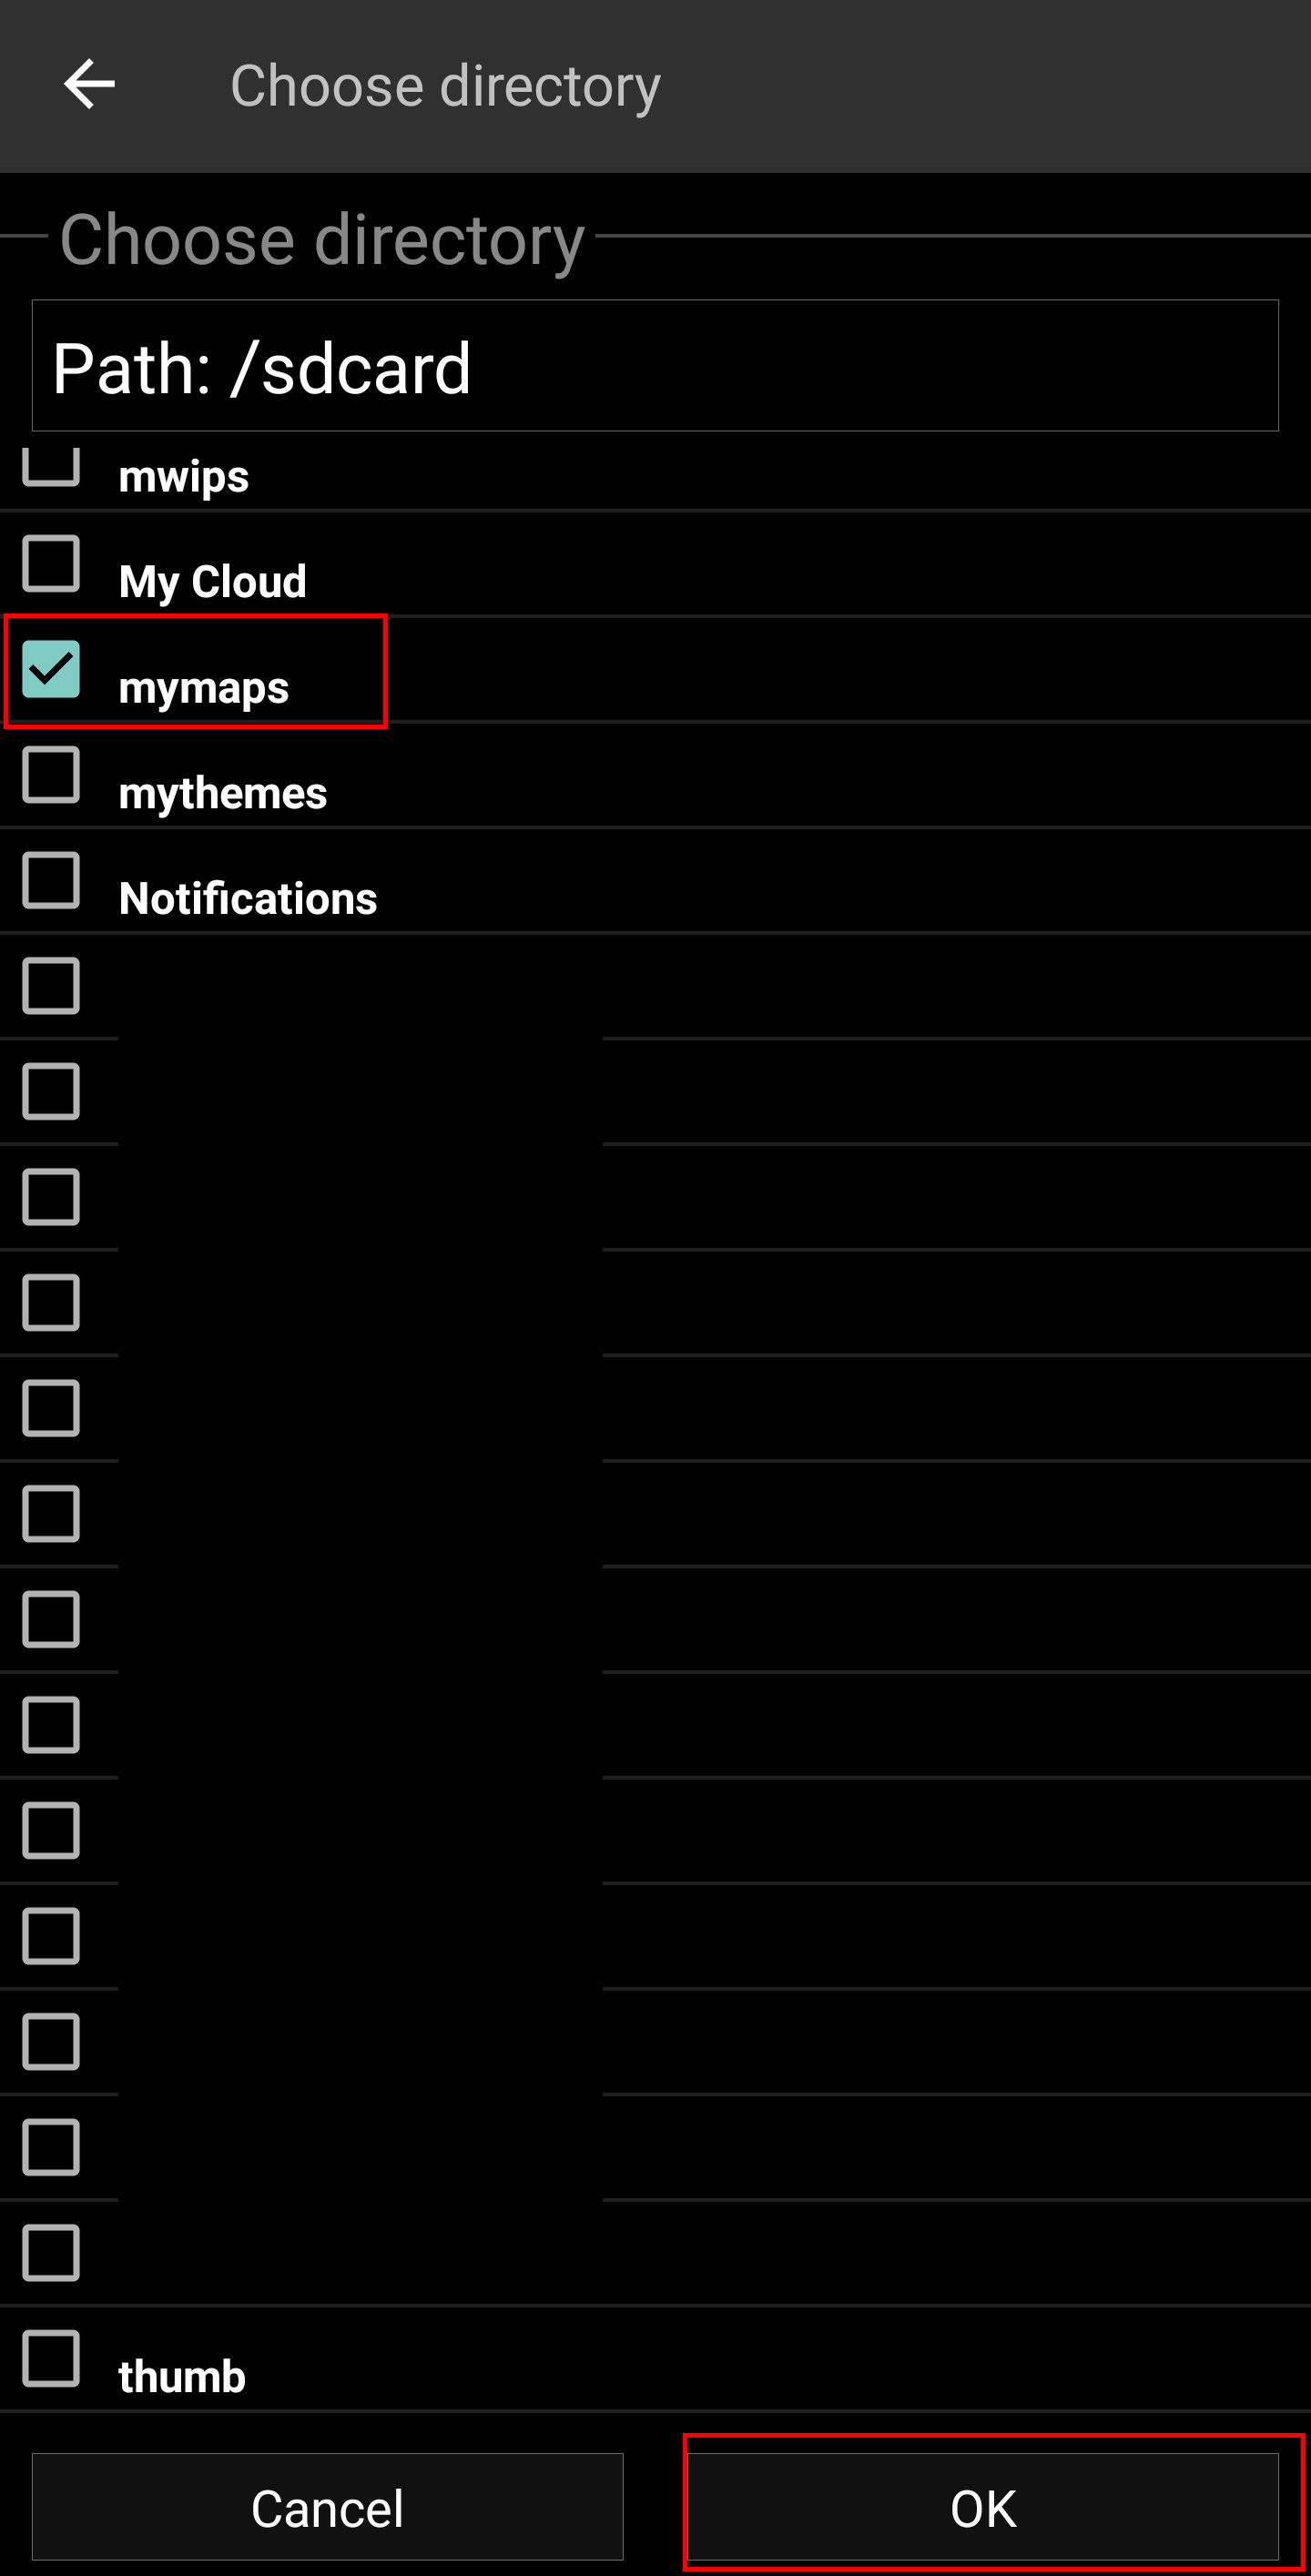 Choose directory
Choose directory
Path: /sdcard
mwips
My Cloud
mymaps
mythemes
Notifications
thumb
Cancel
OK